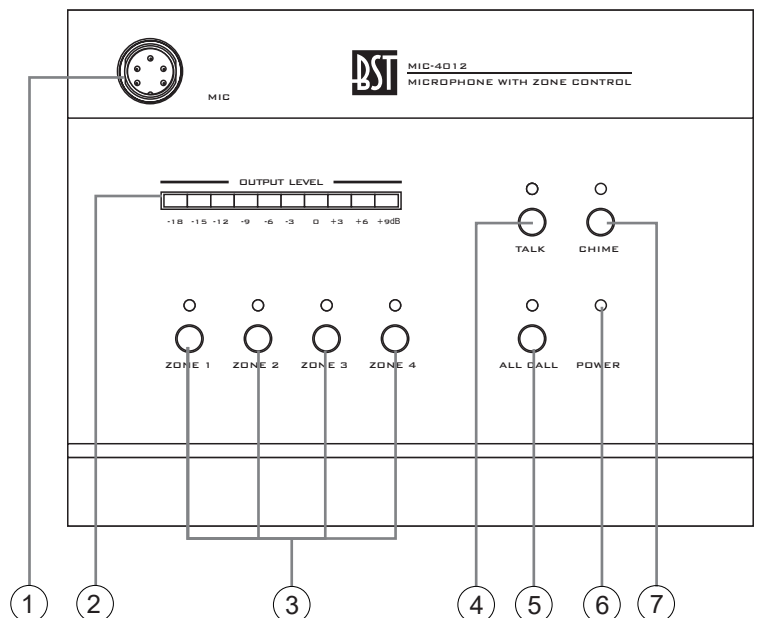 BST
MIC-4012
MICROPHONE WITH ZONE CONTROL
MIC
OUTPUT LEVEL
-18 -15 -12 -9 -6 -3 0 +3 +6 +9dB
TALK CHIME
ZONE 1 ZONE 2 ZONE 3 ZONE 4 ALL CALL POWER
1 2 3 4 5 6 7